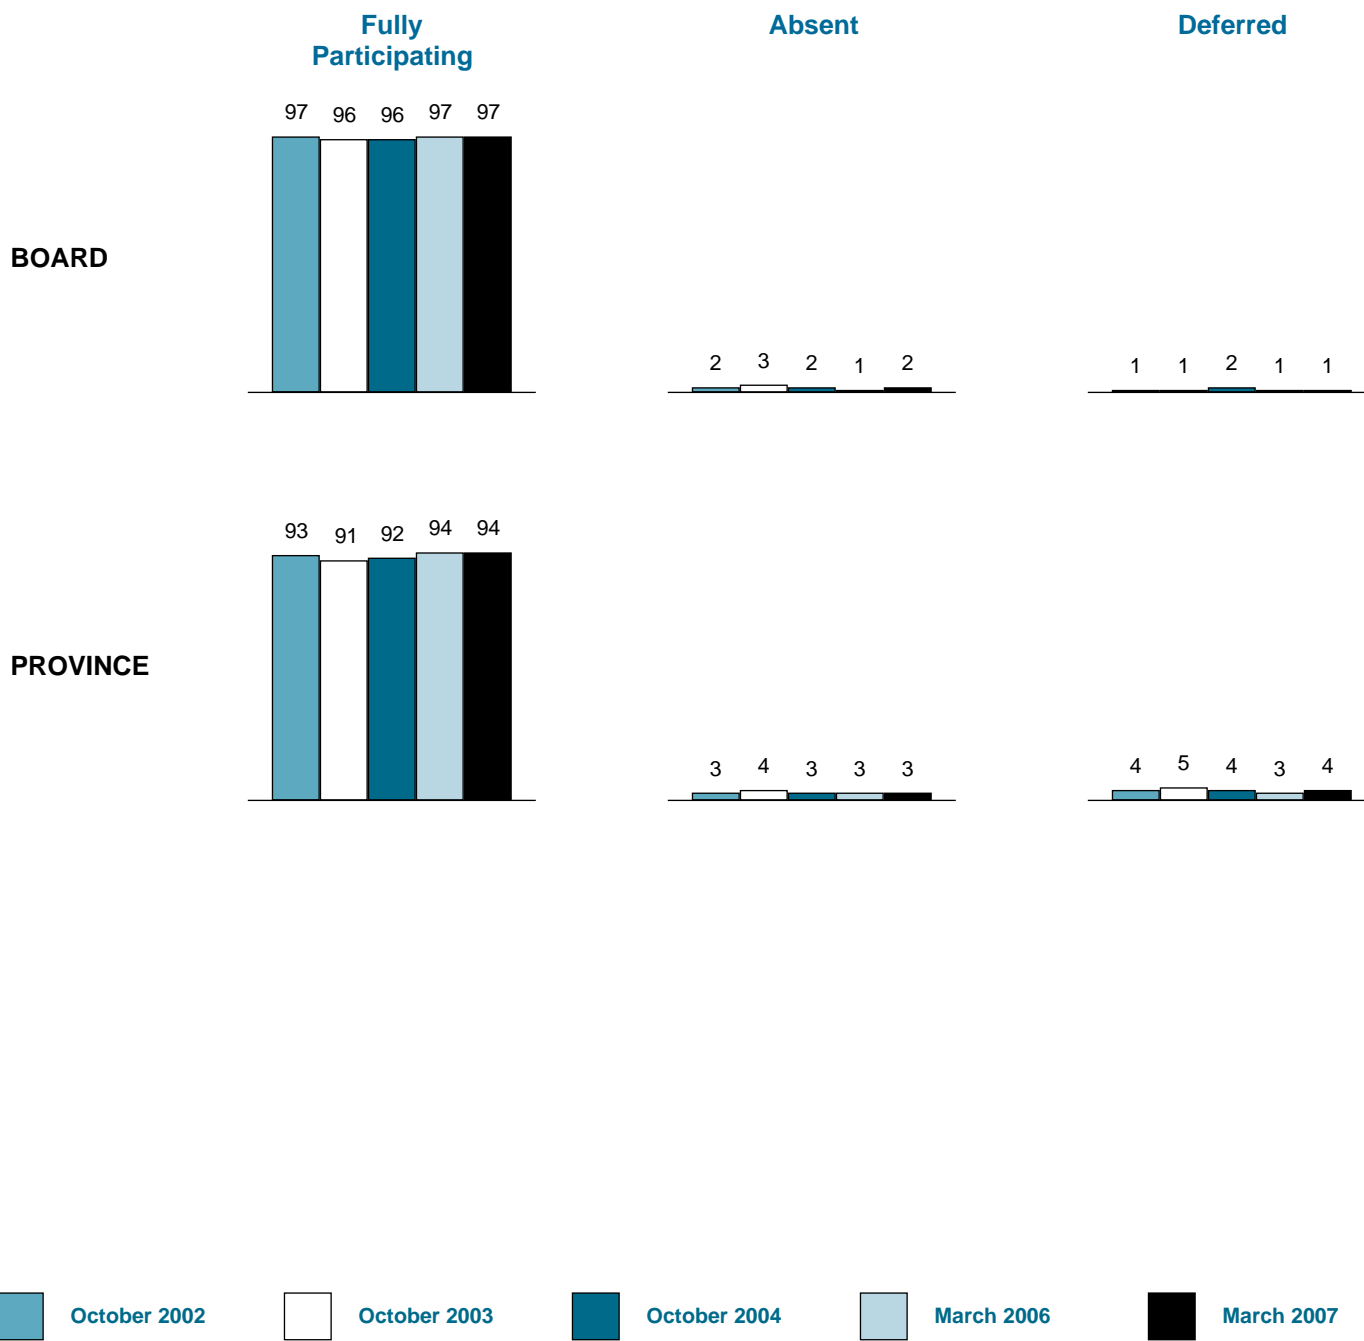 Fully
Participating
Absent
Deferred
BOARD
97 96 96 97 97
2 3 2 1 2
1 1 2 1 1
PROVINCE
93 91 92 94 94
3 4 3 3 3
4 5 4 3 4
October 2002
October 2003
October 2004
March 2006
March 2007